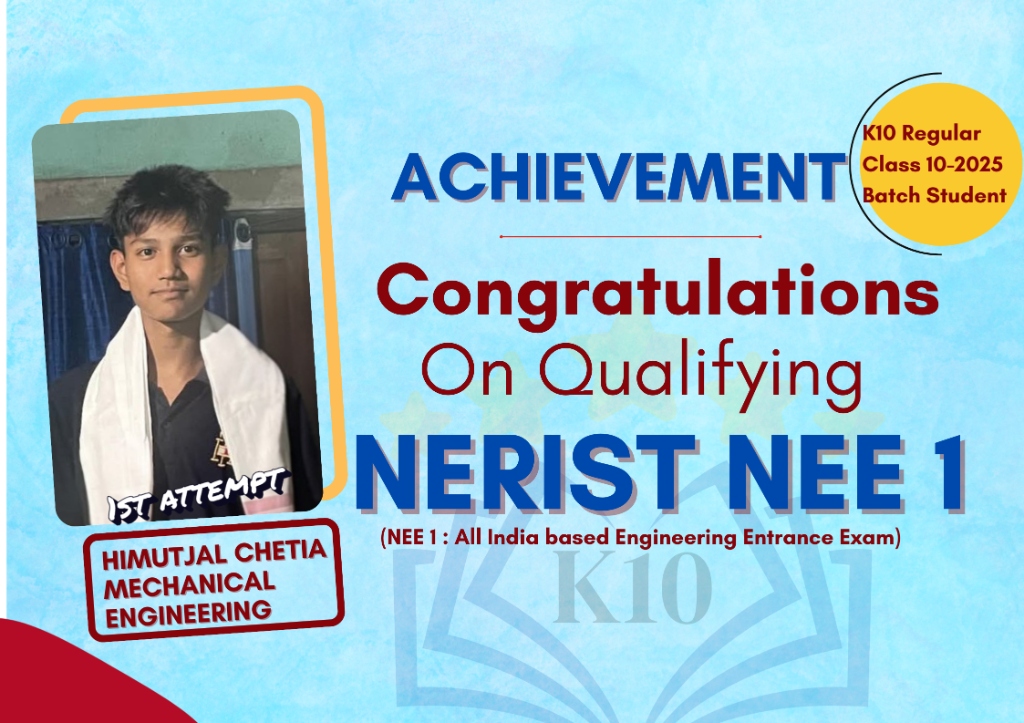 ACHIEVEMENT
K10 Regular
Class 10-2025
Batch Student
Congratulations
On Qualifying
NERIST NEE 1
(NEE 1 : All India based Engineering Entrance Exam)
K10
1ST ATTEMPT
HIMUTJAL CHETIA
MECHANICAL
ENGINEERING